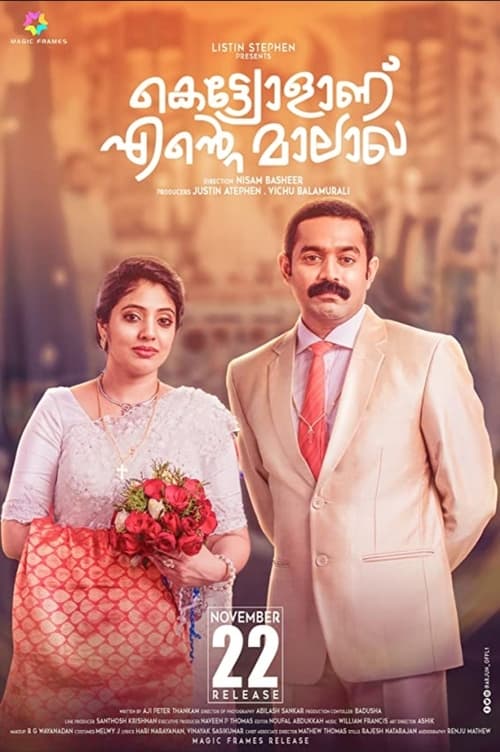 MAGIC FRAMES
LISTIN STEPHEN
PRESENTS
കെട്ട്യോളാണ്
എന്റെ മാലാഖ
DIRECTION NISAM BASHEER
PRODUCERS JUSTIN ATEPHEN . VICHU BALAMURALI
NOVEMBER
22
RELEASE
WRITTEN BY AJI PETER THANKAM DIRECTOR OF PHOTOGRAPHY ABILASH SANKAR PRODUCTION CONTROLLER BADUSHA
LINE PRODUCER SANTHOSH KRISHNAN EXECUTIVE PRODUCER NAVEEN P THOMAS EDITOR NOUFAL ABDUKKAH MUSIC WILLIAM FRANCIS ART DIRECTOR ASHIK
MAKEUP R G WAYANADAN COSTUMES MELWY J LYRICS HARI NARAYANAN, VINAYAK SASIKUMAR CHIEF ASSOCIATE DIRECTOR MATHEW THOMAS STILLS RAJESH NATARAJAN AUDIOGRAPHY RENJU MATHEW
MAGIC FRAMES RELEASE